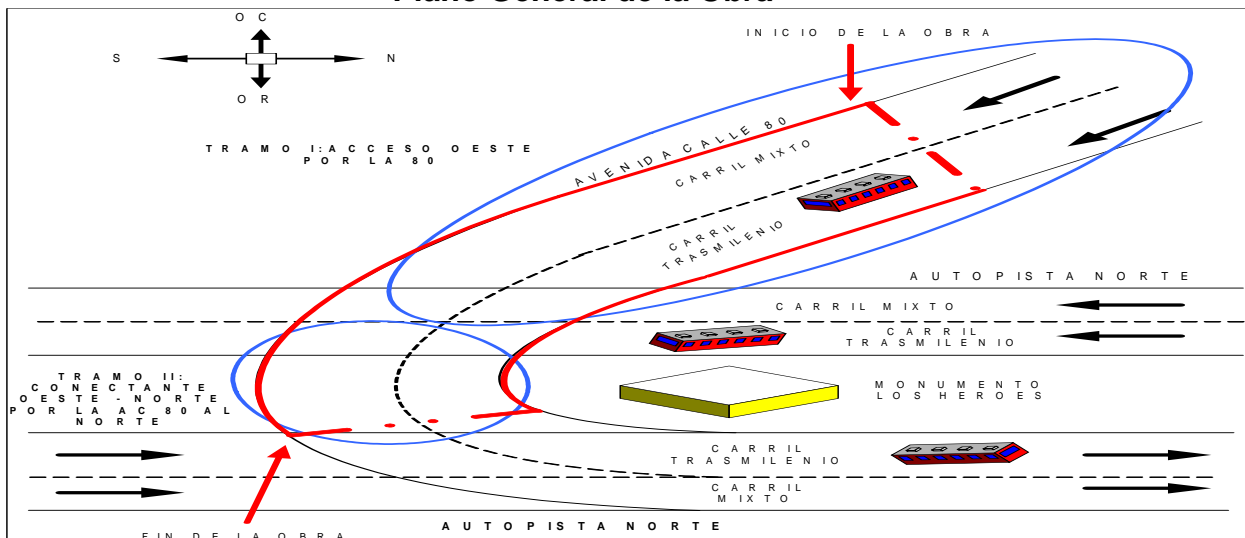 Plano General de la Obra
O C
S
N
O R
INICIO DE LA OBRA
TRAMO I:ACCESO OESTE
POR LA 80
AVENIDA CALLE 80
CARRIL MIXTO
CARRIL
TRASMILENIO
AUTOPISTA NORTE
CARRIL MIXTO
CARRIL
TRASMILENIO
TRAMO II:
CONECTANTE
OESTE-NORTE
POR LA AC 80 AL
NORTE
MONUMENTO
LOS HEROES
CARRIL
TRASMILENIO
CARRIL
MIXTO
AUTOPISTA NORTE
FIN DE LA OBRA